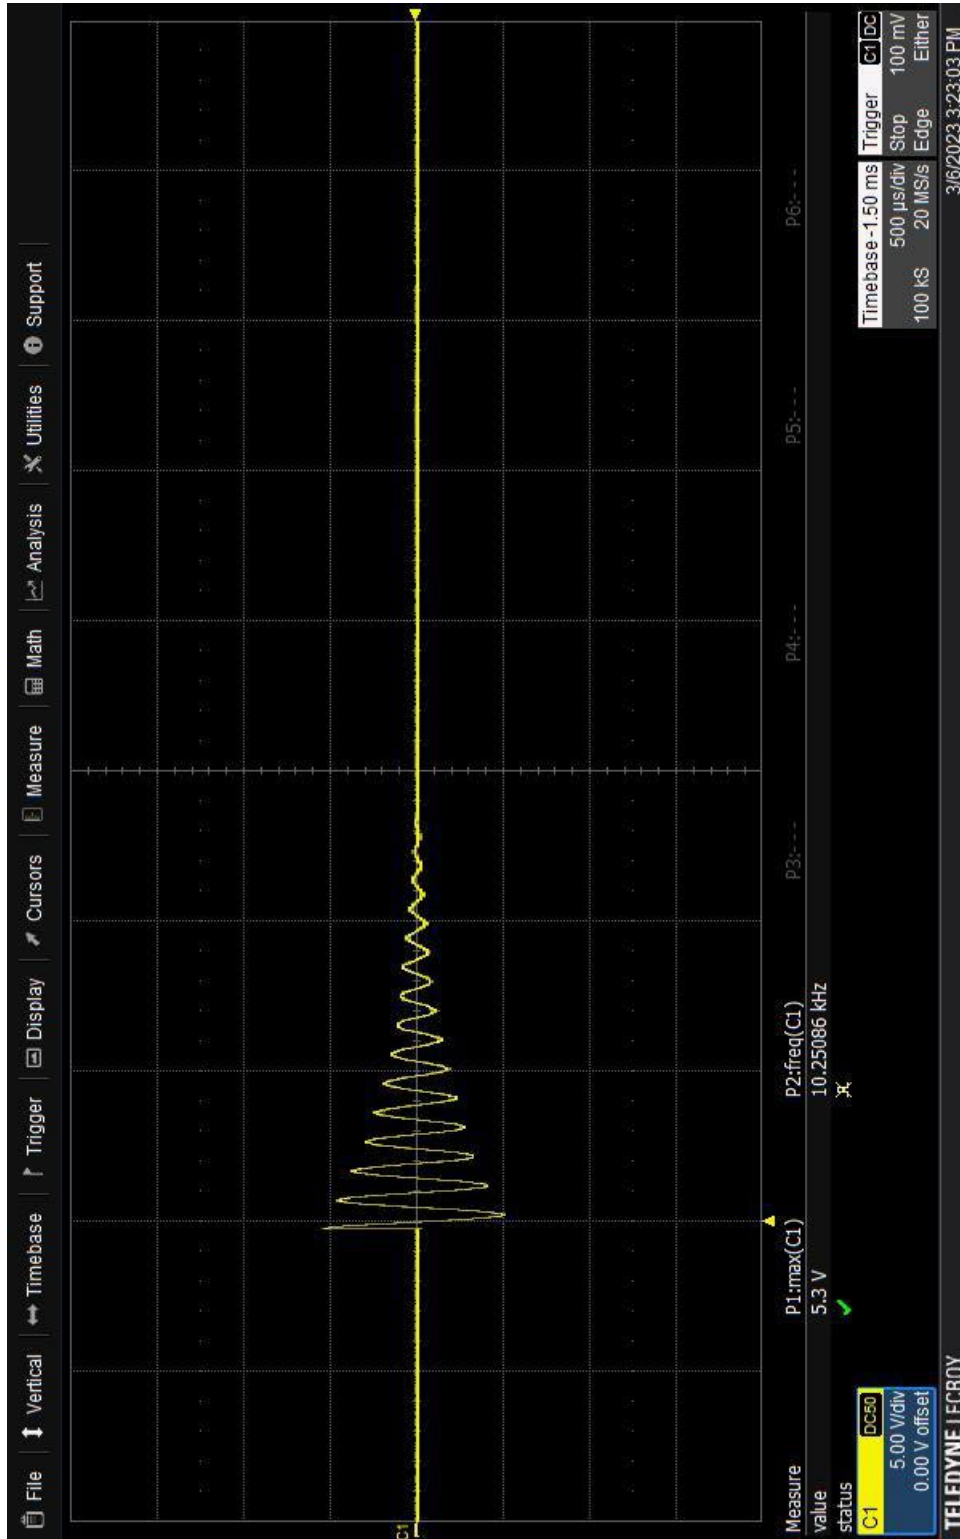 File Vertical Timebase Trigger Display Cursors Measure Math Analysis Utilities Support
C1
Measure P1:max(C1) P2:freq(C1) P3:--- P4:--- P5:--- P6:---
value 5.3 V 10.25086 kHz
status
C1 DC50
5.00 V/div
0.00 V offset
Timebase -1.50 ms
500 µs/div
100 kS 20 MS/s
Trigger C1 DC
Stop 100 mV
Edge Either
TELEDYNE LECROY 3/6/2023 3:23:03 PM